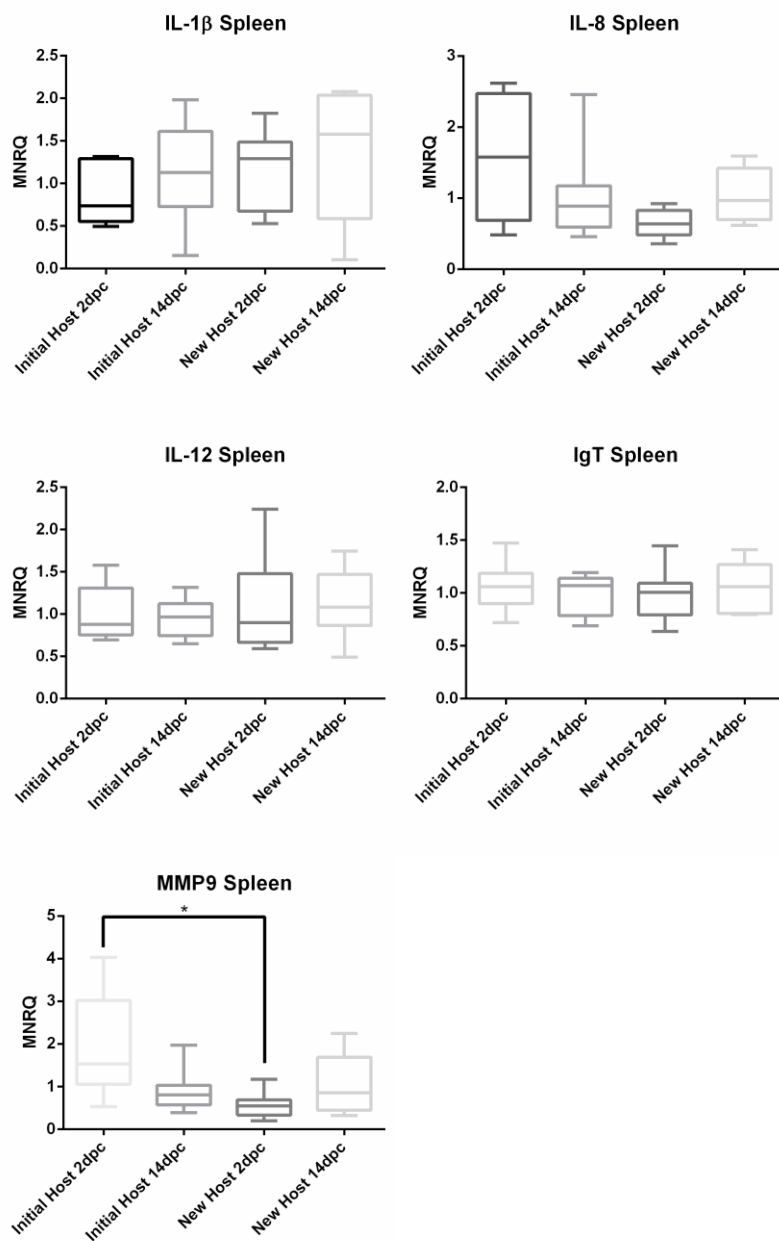 IL-1β Spleen
MNRQ
2.5
2.0
1.5
1.0
0.5
0.0
Initial Host 2dpc
Initial Host 14dpc
New Host 2dpc
New Host 14dpc
IL-8 Spleen
MNRQ
3
2
1
0
Initial Host 2dpc
Initial Host 14dpc
New Host 2dpc
New Host 14dpc
IL-12 Spleen
MNRQ
2.5
2.0
1.5
1.0
0.5
0.0
Initial Host 2dpc
Initial Host 14dpc
New Host 2dpc
New Host 14dpc
IgT Spleen
MNRQ
2.0
1.5
1.0
0.5
0.0
Initial Host 2dpc
Initial Host 14dpc
New Host 2dpc
New Host 14dpc
MMP9 Spleen
MNRQ
5
4
3
2
1
0
*
Initial Host 2dpc
Initial Host 14dpc
New Host 2dpc
New Host 14dpc